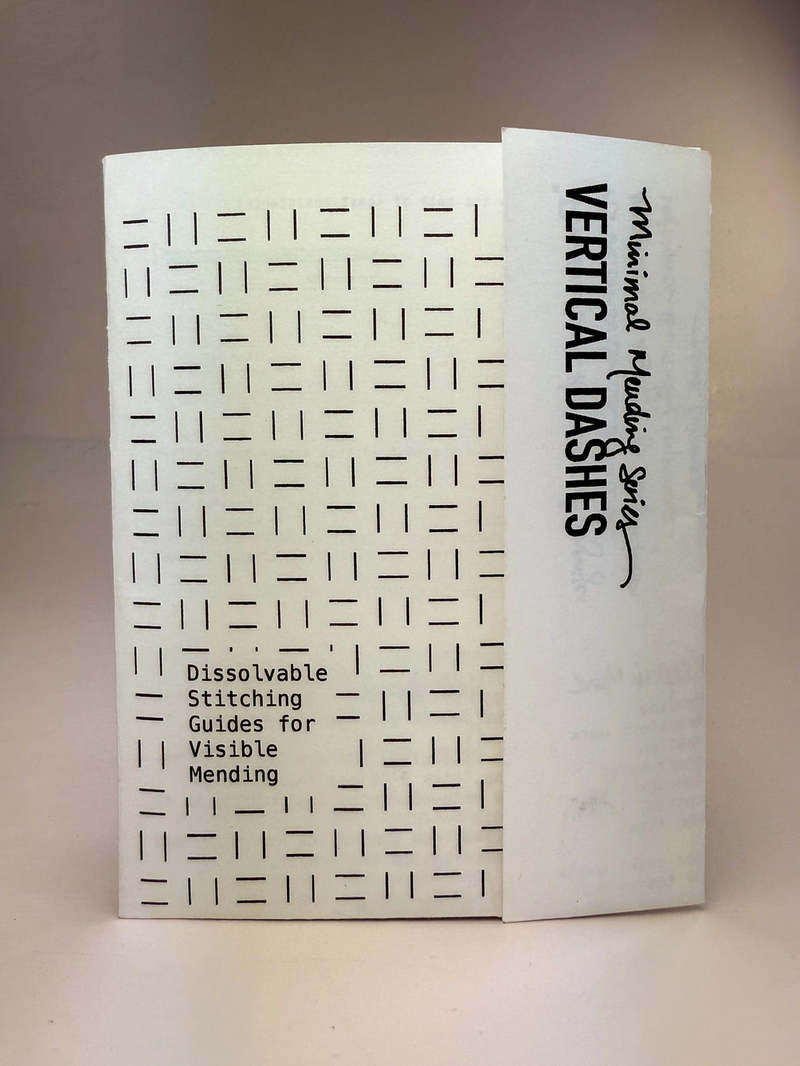 Minimal Mending Series
VERTICAL DASHES
Dissolvable
Stitching
Guides for
Visible
Mending